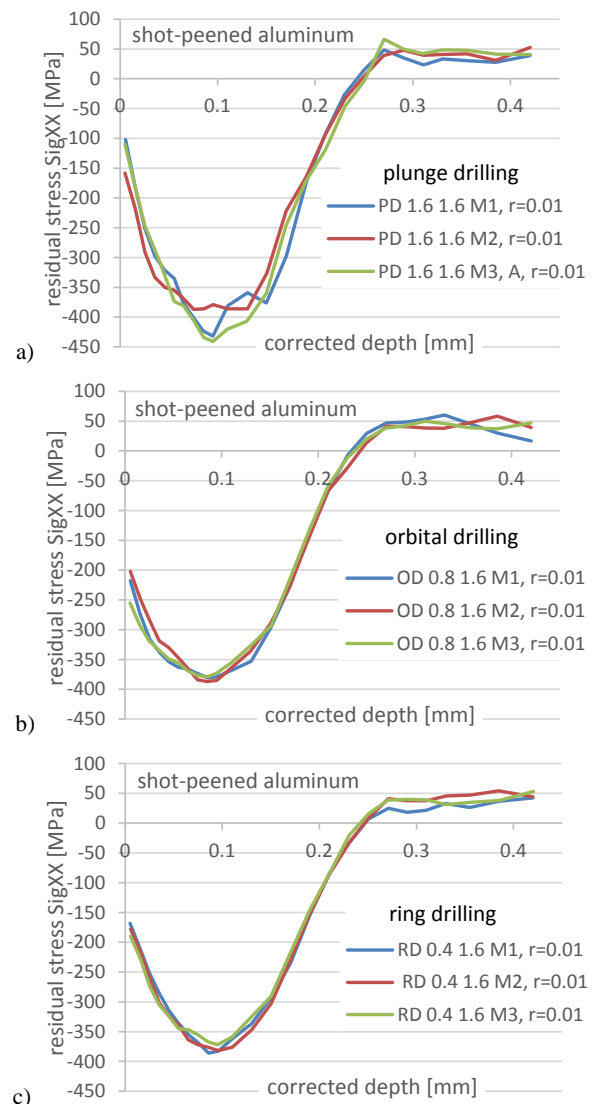 100
50
0
-50
-100
-150
-200
-250
-300
-350
-400
-450
residual stress SigXX [MPa]
shot-peened aluminum
0 0.1 0.2 0.3 0.4
plunge drilling
PD 1.6 1.6 M1, r=0.01
PD 1.6 1.6 M2, r=0.01
PD 1.6 1.6 M3, A, r=0.01
corrected depth [mm]
a)
100
50
0
-50
-100
-150
-200
-250
-300
-350
-400
-450
residual stress SigXX [MPa]
shot-peened aluminum
0 0.1 0.2 0.3 0.4
orbital drilling
OD 0.8 1.6 M1, r=0.01
OD 0.8 1.6 M2, r=0.01
OD 0.8 1.6 M3, r=0.01
corrected depth [mm]
b)
100
50
0
-50
-100
-150
-200
-250
-300
-350
-400
-450
residual stress SigXX [MPa]
shot-peened aluminum
0 0.1 0.2 0.3 0.4
ring drilling
RD 0.4 1.6 M1, r=0.01
RD 0.4 1.6 M2, r=0.01
RD 0.4 1.6 M3, r=0.01
corrected depth [mm]
c)